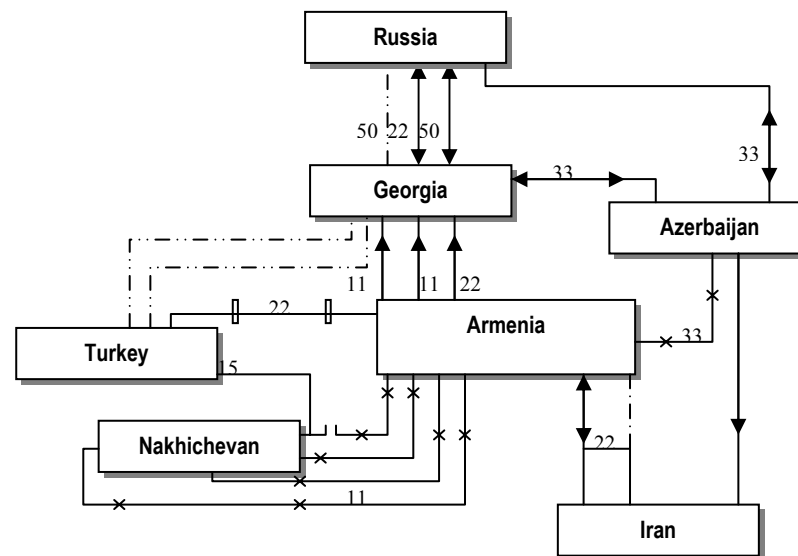 Russia
50 22 50
33
Georgia
33
Azerbaijan
11 11 22
22
Armenia
33
Turkey
15
Nakhichevan
22
11
Iran